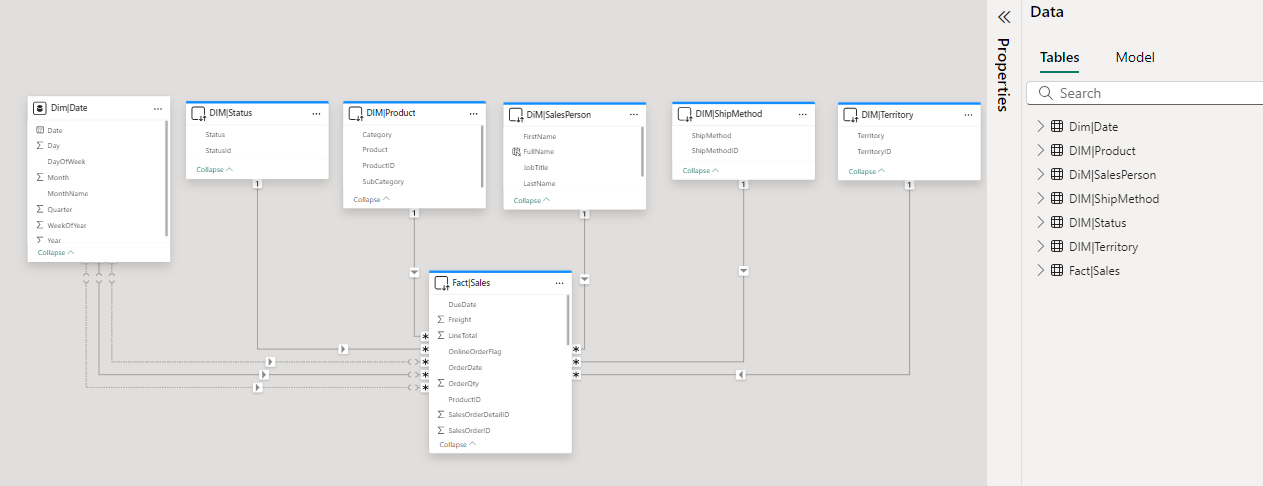 Data
Properties
Tables
Model
Search
Dim|Date
DIM|Product
DiM|SalesPerson
DIM|ShipMethod
DIM|Status
DIM|Territory
Fact|Sales
Dim|Date
Date
Day
DayOfWeek
Month
MonthName
Quarter
WeekOfYear
Year
Collapse
DIM|Status
Status
StatusId
Collapse
1
DIM|Product
Category
Product
ProductID
SubCategory
Collapse
1
DiM|SalesPerson
FirstName
FullName
JobTitle
LastName
Collapse
1
DIM|ShipMethod
ShipMethod
ShipMethodID
Collapse
1
DIM|Territory
Territory
TerritoryID
Collapse
1
Fact|Sales
DueDate
Freight
LineTotal
OnlineOrderFlag
OrderDate
OrderQty
ProductID
SalesOrderDetailID
SalesOrderID
Collapse